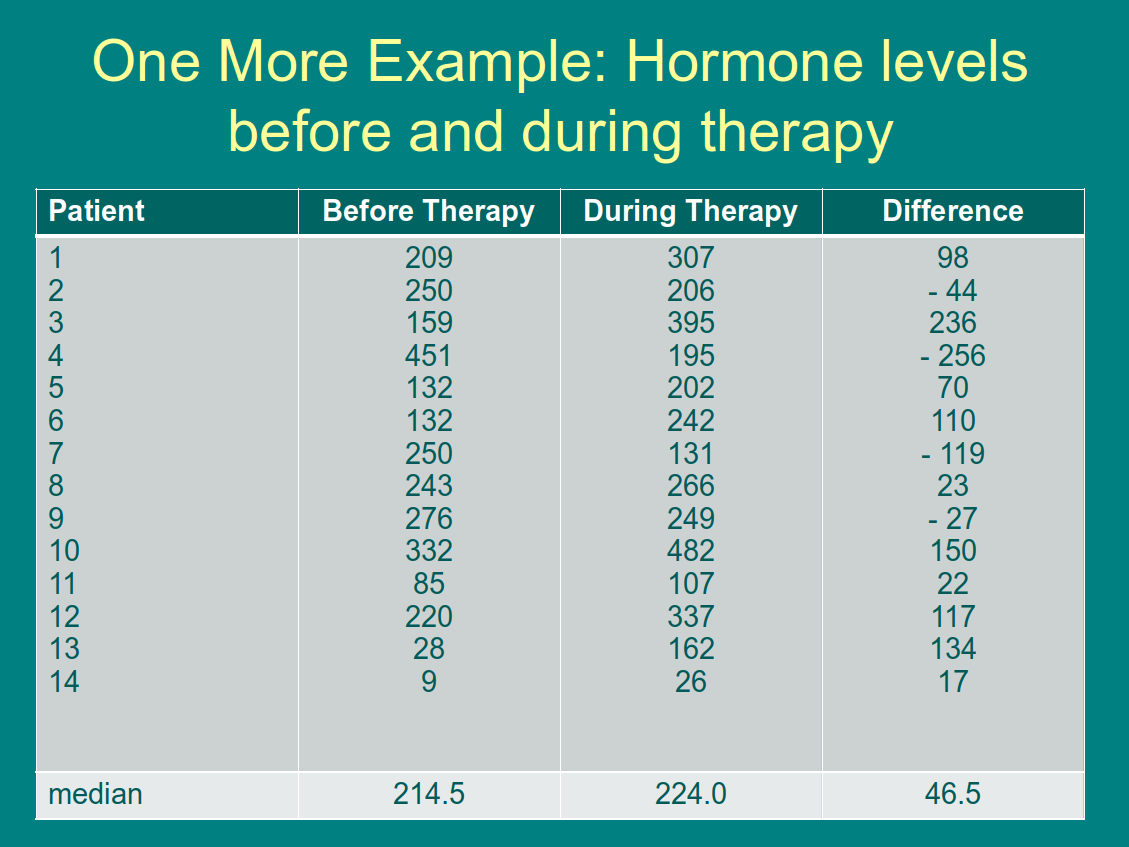 One More Example: Hormone levels
before and during therapy
Patient Before Therapy During Therapy Difference
1 209 307 98
2 250 206 - 44
3 159 395 236
4 451 195 - 256
5 132 202 70
6 132 242 110
7 250 131 - 119
8 243 266 23
9 276 249 - 27
10 332 482 150
11 85 107 22
12 220 337 117
13 28 162 134
14 9 26 17
median 214.5 224.0 46.5